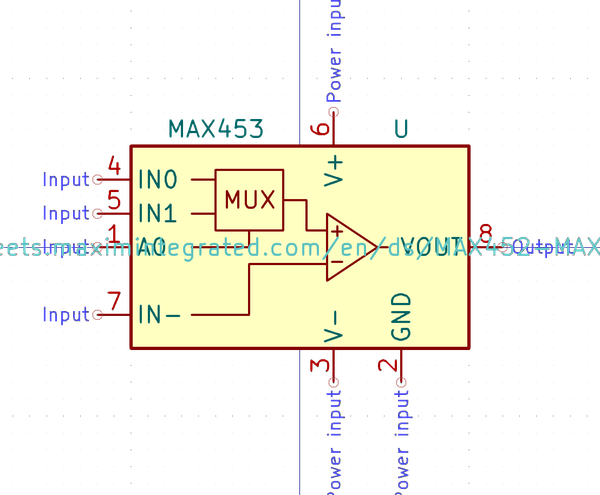 Power input
MAX453
U
6
V+
4
Input
IN0
MUX
5
Input
IN1
+
1
Input
A0
8
VOUT
Output
eets.maximintegrated.com/en/ds/MAX452-MAX
−
7
Input
IN-
V-
GND
3
2
Power input
Power input